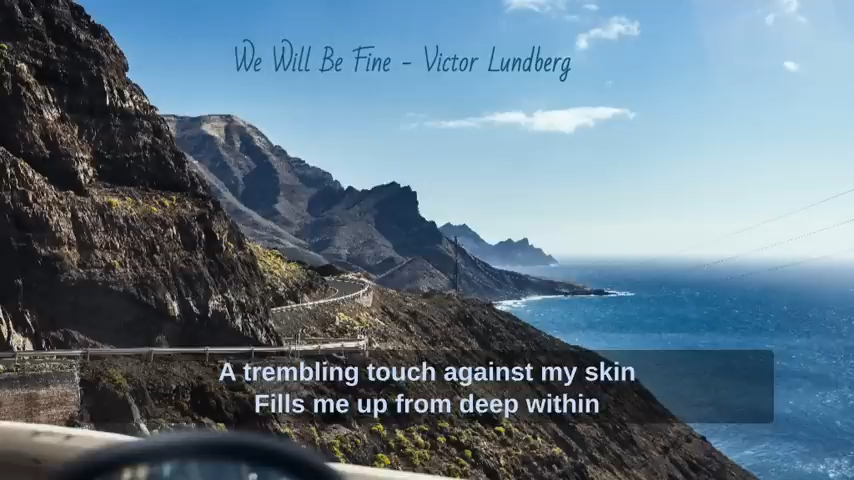 We Will Be Fine - Victor Lundberg
A trembling touch against my skin
Fills me up from deep within